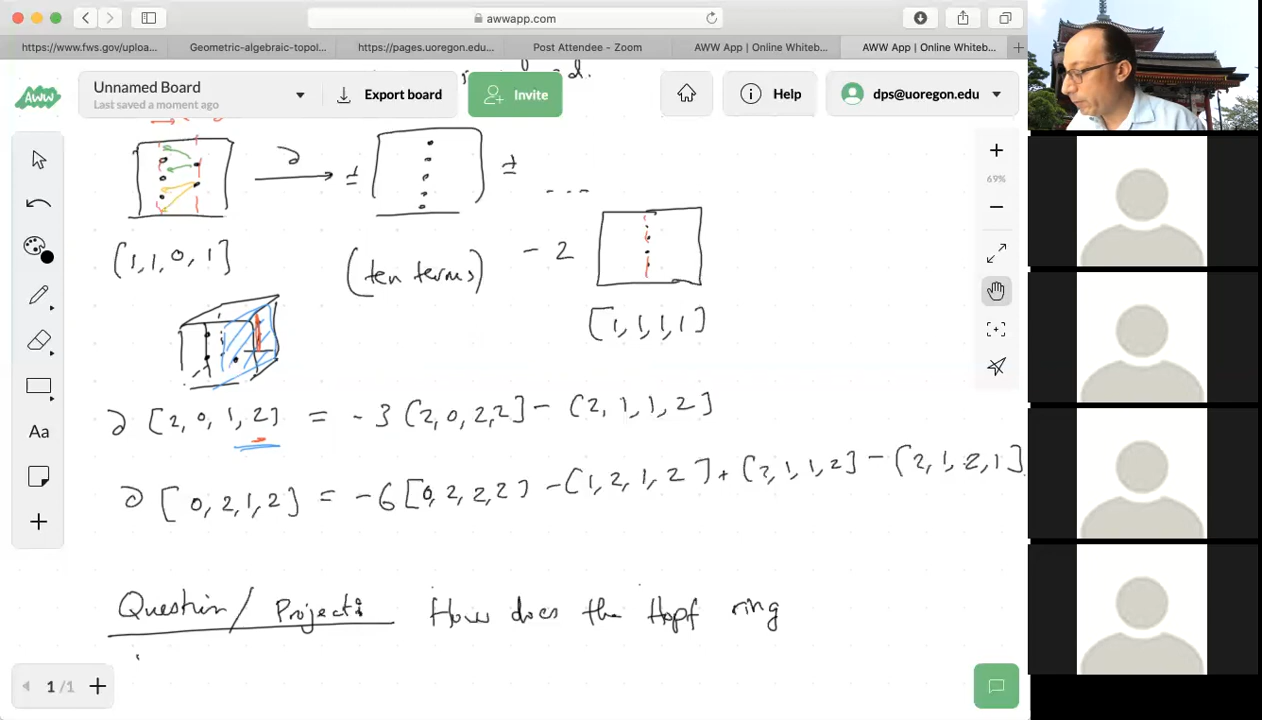 awwapp.com
https://www.fws.gov/uploa...
Geometric-algebraic-topol...
https://pages.uoregon.edu...
Post Attendee - Zoom
AWW App | Online Whiteb...
AWW App | Online Whiteb...
AWW
Unnamed Board
Last saved a moment ago
Export board
Invite
Help
dps@uoregon.edu
69%
∂
± ± ...
[1,1,0,1]
(ten terms)
- 2
[1,1,1,1]
∂ [2,0,1,2] = -3 [2,0,2,2] - [2,1,1,2]
∂ [0,2,1,2] = -6 [0,2,2,2] - [1,2,1,2] + [2,1,1,2] - [2,1,2,1]
Question/ Project: How does the Hopf ring
Aa
1 /1